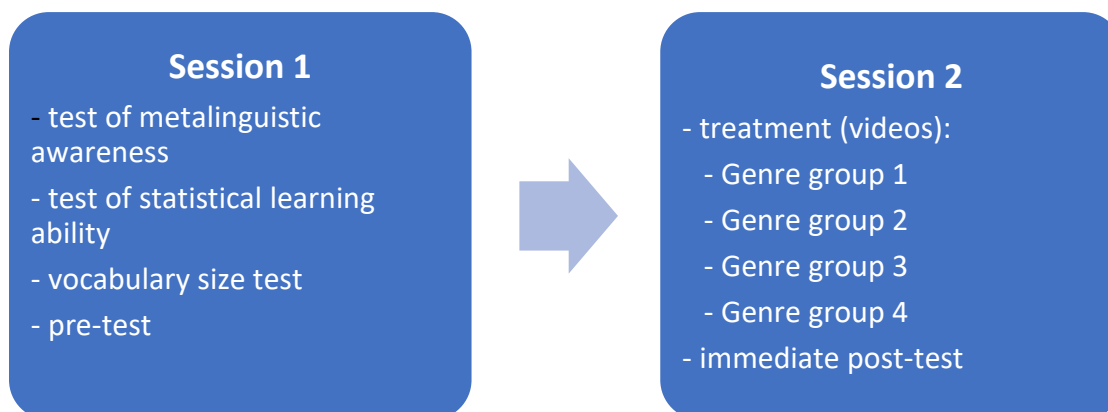 Session 1
- test of metalinguistic
awareness
- test of statistical learning
ability
- vocabulary size test
- pre-test
Session 2
- treatment (videos):
- Genre group 1
- Genre group 2
- Genre group 3
- Genre group 4
- immediate post-test